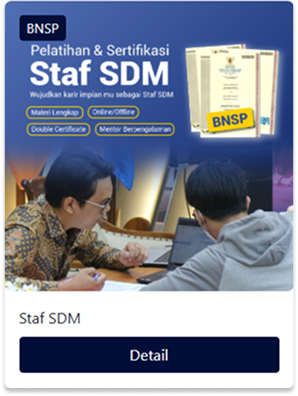 BNSP
Pelatihan & Sertifikasi
Staf SDM
Wujudkan karir impian mu sebagai Staf SDM
Materi Lengkap
Online/Offline
Double Certificate
Mentor Berpengalaman
BNSP
Staf SDM
Detail